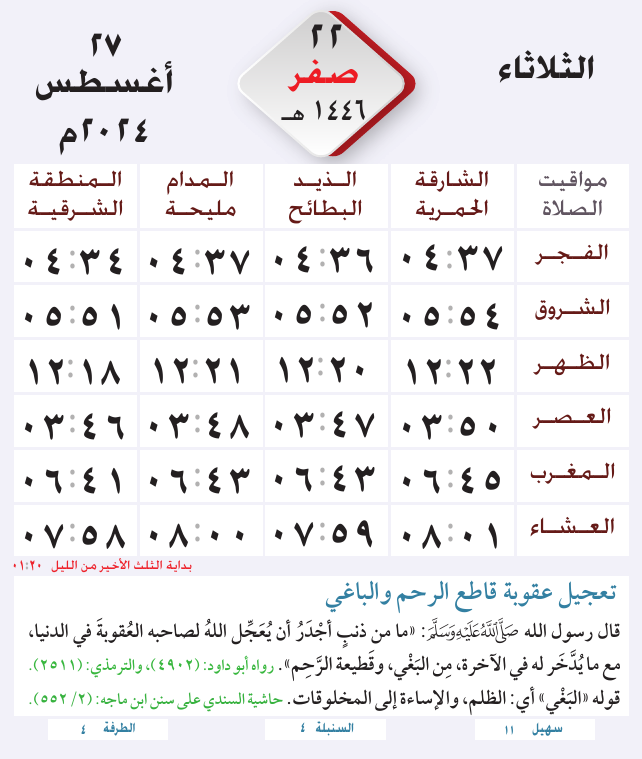 الثلاثاء
٢٢
صفر
١٤٤٦ هـ
٢٧
أغسطس
٢٠٢٤م
مواقيت الصلاة الشارقة الحمرية الذيد البطائح المدام مليحة المنطقة الشرقية
الفجر ٠٤:٣٧ ٠٤:٣٦ ٠٤:٣٧ ٠٤:٣٤
الشروق ٠٥:٥٤ ٠٥:٥٢ ٠٥:٥٣ ٠٥:٥١
الظهر ١٢:٢٢ ١٢:٢٠ ١٢:٢١ ١٢:١٨
العصر ٠٣:٥٠ ٠٣:٤٧ ٠٣:٤٨ ٠٣:٤٦
المغرب ٠٦:٤٥ ٠٦:٤٣ ٠٦:٤٣ ٠٦:٤١
العشاء ٠٨:٠١ ٠٧:٥٩ ٠٨:٠٠ ٠٧:٥٨
بداية الثلث الأخير من الليل ٠١:٢٠
تعجيل عقوبة قاطع الرحم والباغي
قال رسول الله ﷺ: «ما من ذنبٍ أجْدَرُ أن يُعَجِّل اللهُ لصاحبه العُقوبةَ في الدنيا،
مع ما يُدَّخَر له في الآخرة، مِن البَغْي، وقَطيعة الرَّحِم». رواه أبو داود: (٤٩٠٢)، والترمذي: (٢٥١١).
قوله «البَغْي» أي: الظلم، والإساءة إلى المخلوقات. حاشية السندي على سنن ابن ماجه: (٢/ ٥٥٢).
سهيل ١١ السنبلة ٤ الطرفة ٤